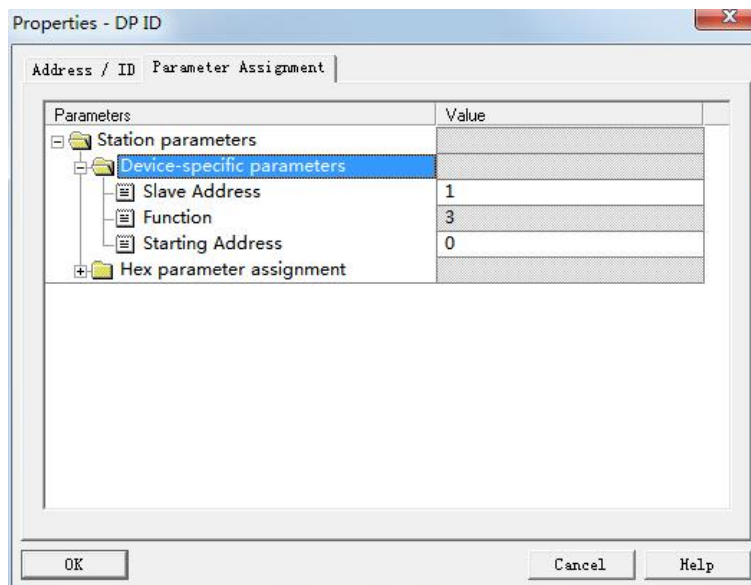 Properties - DP ID
Address / ID Parameter Assignment
Parameters Value
Station parameters
Device-specific parameters
Slave Address 1
Function 3
Starting Address 0
Hex parameter assignment
OK Cancel Help